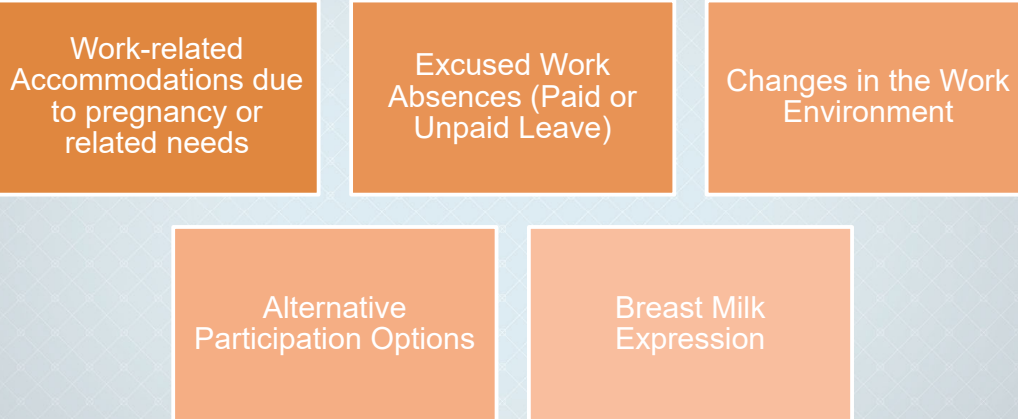 Work-related
Accommodations due
to pregnancy or
related needs
Excused Work
Absences (Paid or
Unpaid Leave)
Changes in the Work
Environment
Alternative
Participation Options
Breast Milk
Expression